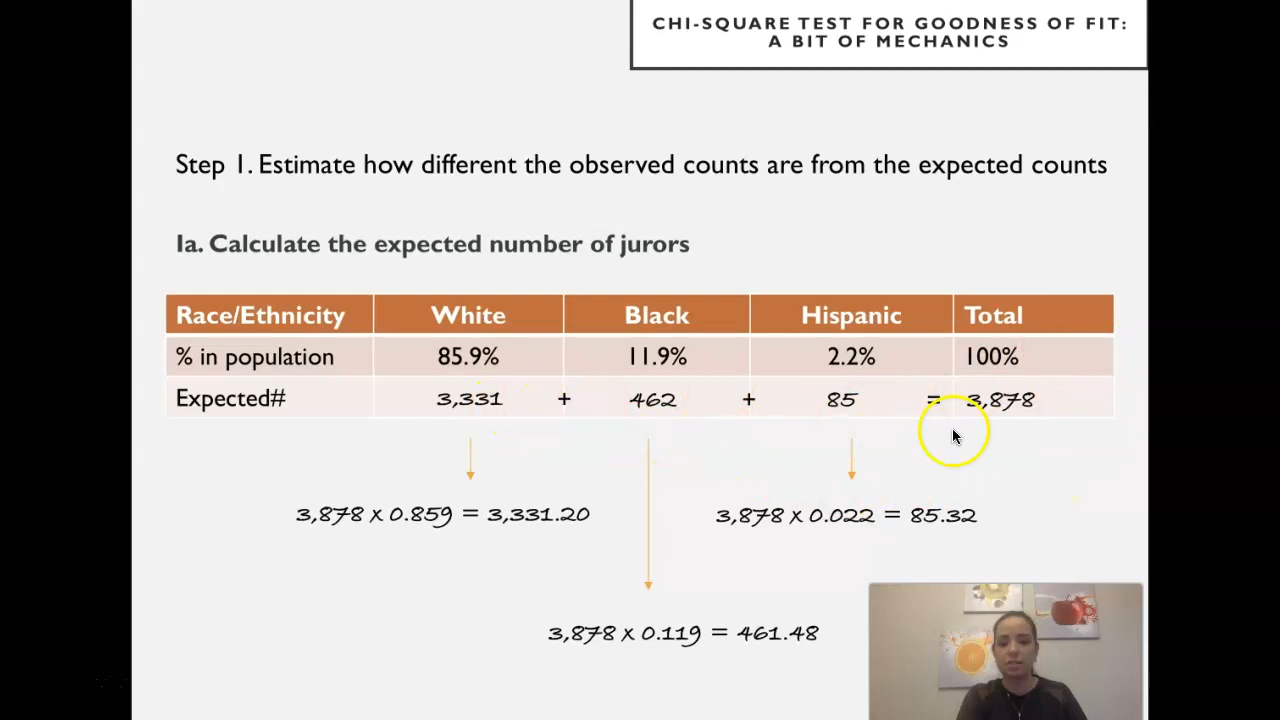 CHI-SQUARE TEST FOR GOODNESS OF FIT:
A BIT OF MECHANICS
Step 1. Estimate how different the observed counts are from the expected counts
1a. Calculate the expected number of jurors
Race/Ethnicity White Black Hispanic Total
% in population 85.9% 11.9% 2.2% 100%
Expected# 3,331 + 462 + 85 = 3,878
3,878 x 0.859 = 3,331.20 3,878 x 0.022 = 85.32
3,878 x 0.119 = 461.48